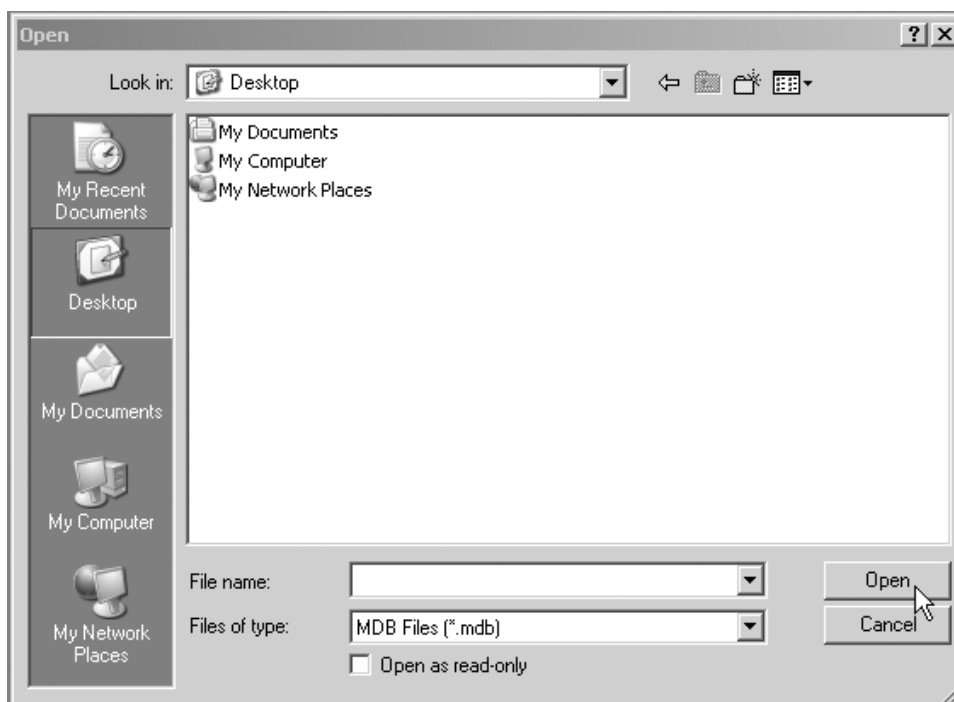 Open
Look in:
Desktop
My Recent
Documents
Desktop
My Documents
My Computer
My Network
Places
My Documents
My Computer
My Network Places
File name:
Open
Files of type:
MDB Files (*.mdb)
Cancel
Open as read-only